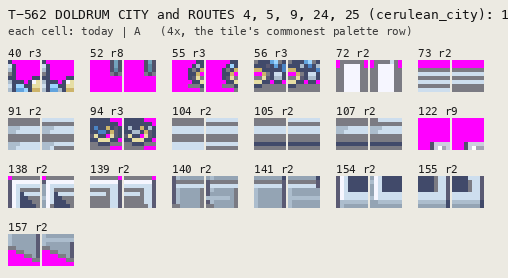 T−562 DOLDRUM CITY and ROUTES 4, 5, 9, 24, 25 (cerulean_city): 1
each cell: today | A   (4x, the tile's commonest palette row)
40 r3 52 r8 55 r3 56 r3 72 r2 73 r2
91 r2 94 r3 104 r2 105 r2 107 r2 122 r9
138 r2 139 r2 140 r2 141 r2 154 r2 155 r2
157 r2